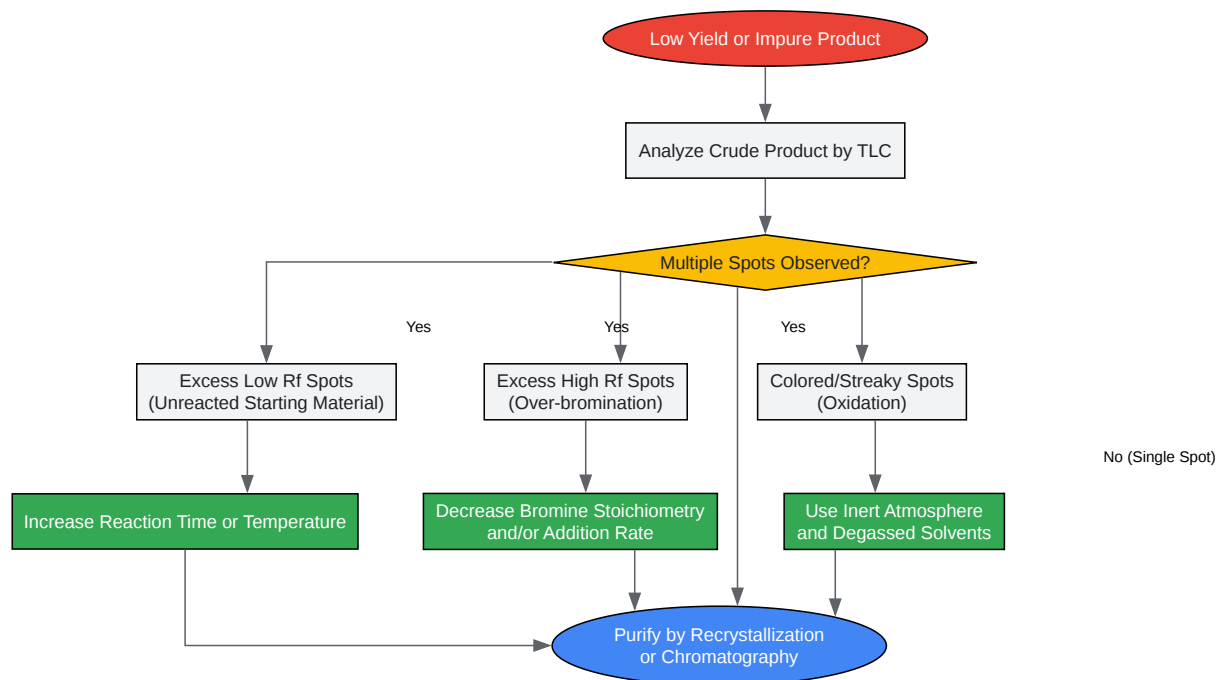 Low Yield or Impure Product
Analyze Crude Product by TLC
Multiple Spots Observed?
Yes
Yes
Yes
Excess Low Rf Spots
(Unreacted Starting Material)
Excess High Rf Spots
(Over-bromination)
Colored/Streaky Spots
(Oxidation)
No (Single Spot)
Increase Reaction Time or Temperature
Decrease Bromine Stoichiometry
and/or Addition Rate
Use Inert Atmosphere
and Degassed Solvents
Purify by Recrystallization
or Chromatography